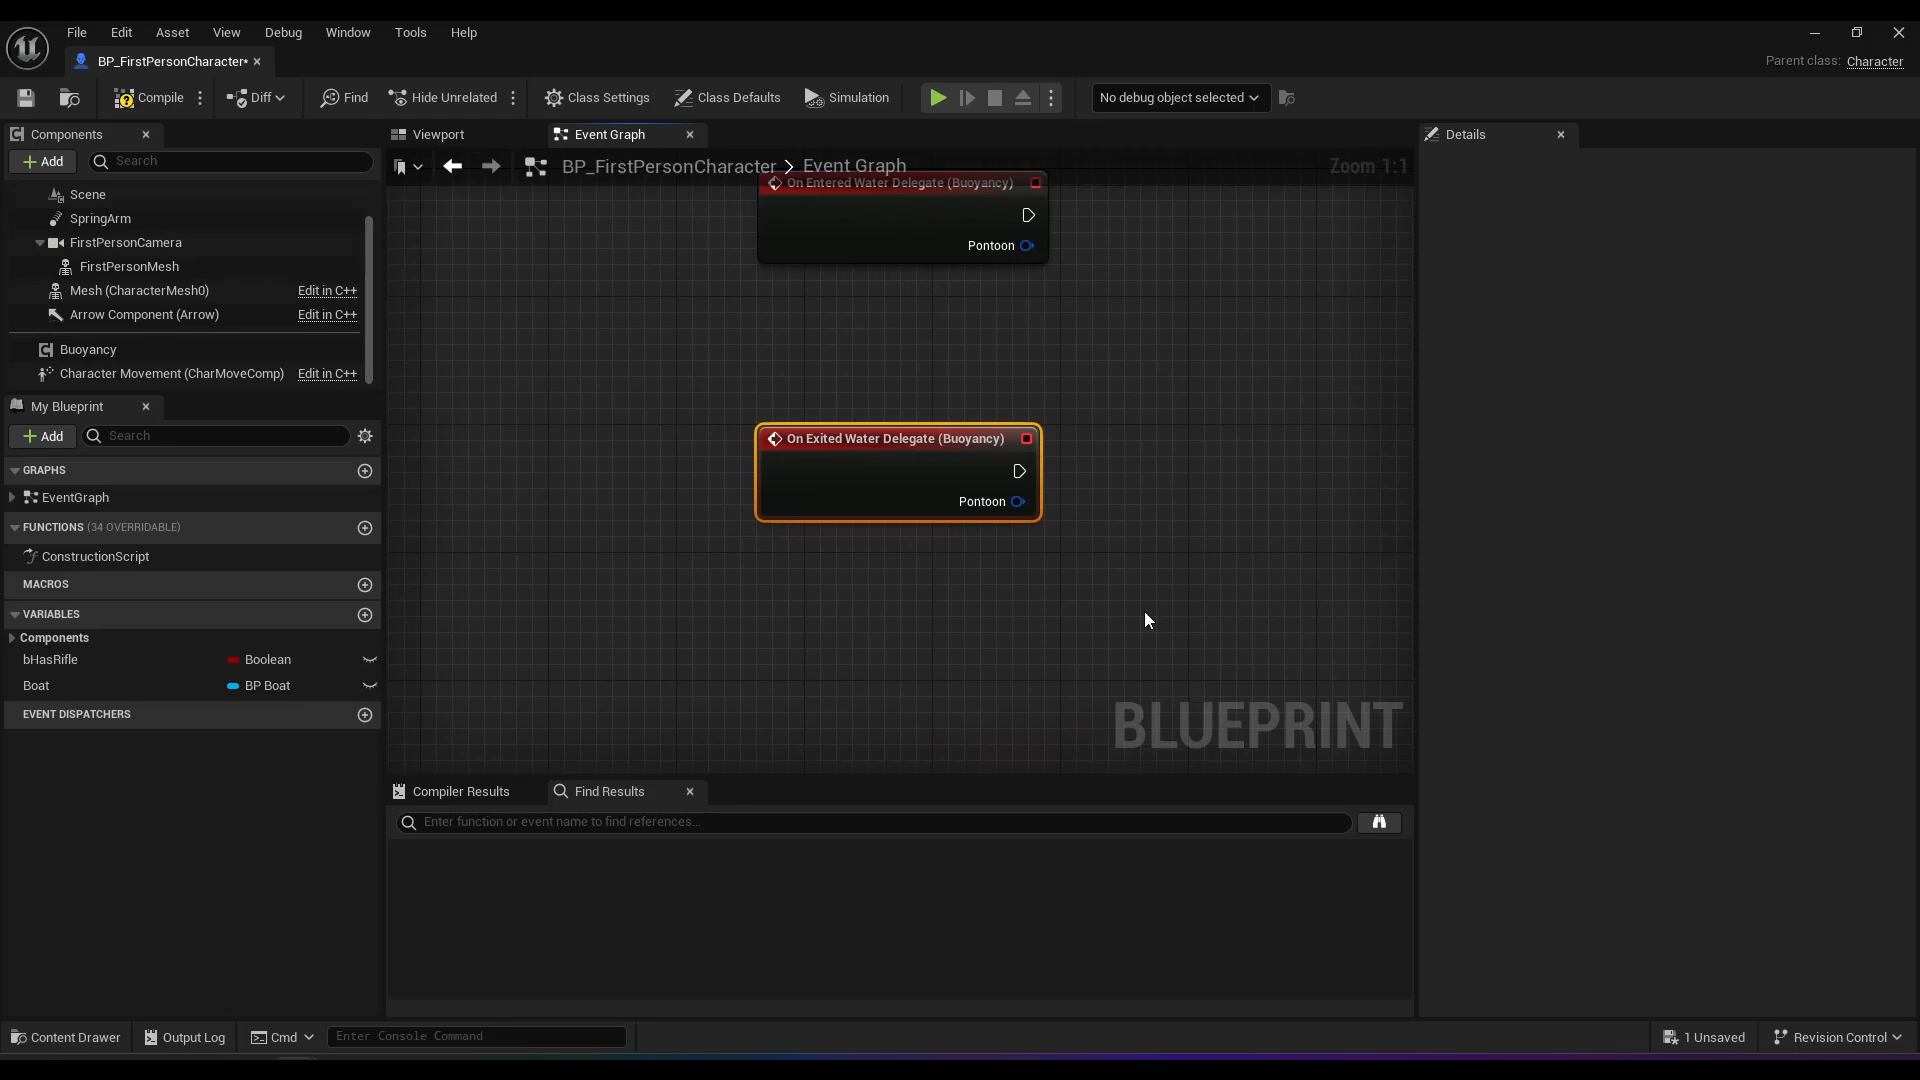 File Edit Asset View Debug Window Tools Help
BP_FirstPersonCharacter*
Parent class: Character
Compile Diff Find Hide Unrelated Class Settings Class Defaults Simulation No debug object selected
Components
Viewport
Event Graph
Details
Add
Search
BP_FirstPersonCharacter > Event Graph
Zoom 1:1
Scene
SpringArm
FirstPersonCamera
FirstPersonMesh
Mesh (CharacterMesh0) Edit in C++
Arrow Component (Arrow) Edit in C++
Buoyancy
Character Movement (CharMoveComp) Edit in C++
My Blueprint
Add
Search
GRAPHS
EventGraph
FUNCTIONS (34 OVERRIDABLE)
ConstructionScript
MACROS
VARIABLES
Components
bHasRifle Boolean
Boat BP Boat
EVENT DISPATCHERS
On Entered Water Delegate (Buoyancy)
Pontoon
On Exited Water Delegate (Buoyancy)
Pontoon
BLUEPRINT
Compiler Results
Find Results
Enter function or event name to find references...
Content Drawer Output Log Cmd Enter Console Command
1 Unsaved Revision Control